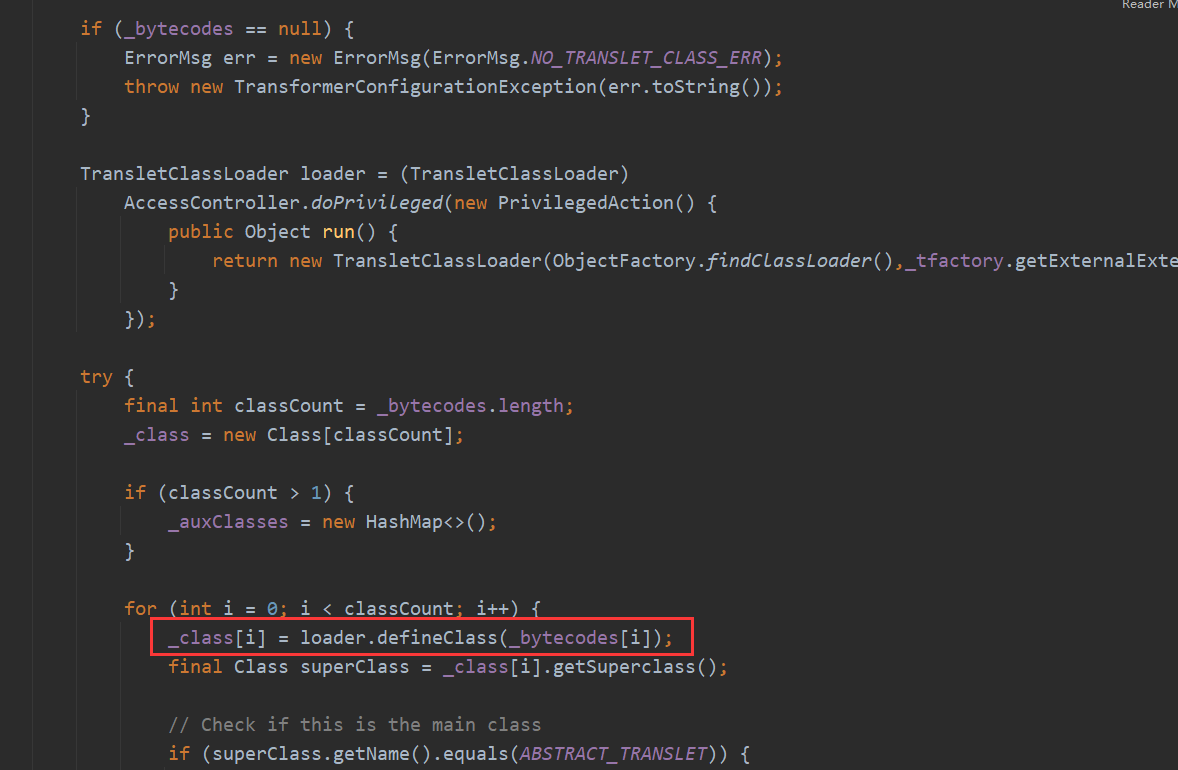 Reader M
if (_bytecodes == null) {
ErrorMsg err = new ErrorMsg(ErrorMsg.NO_TRANSLET_CLASS_ERR);
throw new TransformerConfigurationException(err.toString());
}
TransletClassLoader loader = (TransletClassLoader)
AccessController.doPrivileged(new PrivilegedAction() {
public Object run() {
return new TransletClassLoader(ObjectFactory.findClassLoader(),_tfactory.getExternalExte
}
});
try {
final int classCount = _bytecodes.length;
_class = new Class[classCount];
if (classCount > 1) {
_auxClasses = new HashMap<>();
}
for (int i = 0; i < classCount; i++) {
_class[i] = loader.defineClass(_bytecodes[i]);
final Class superClass = _class[i].getSuperclass();
// Check if this is the main class
if (superClass.getName().equals(ABSTRACT_TRANSLET)) {